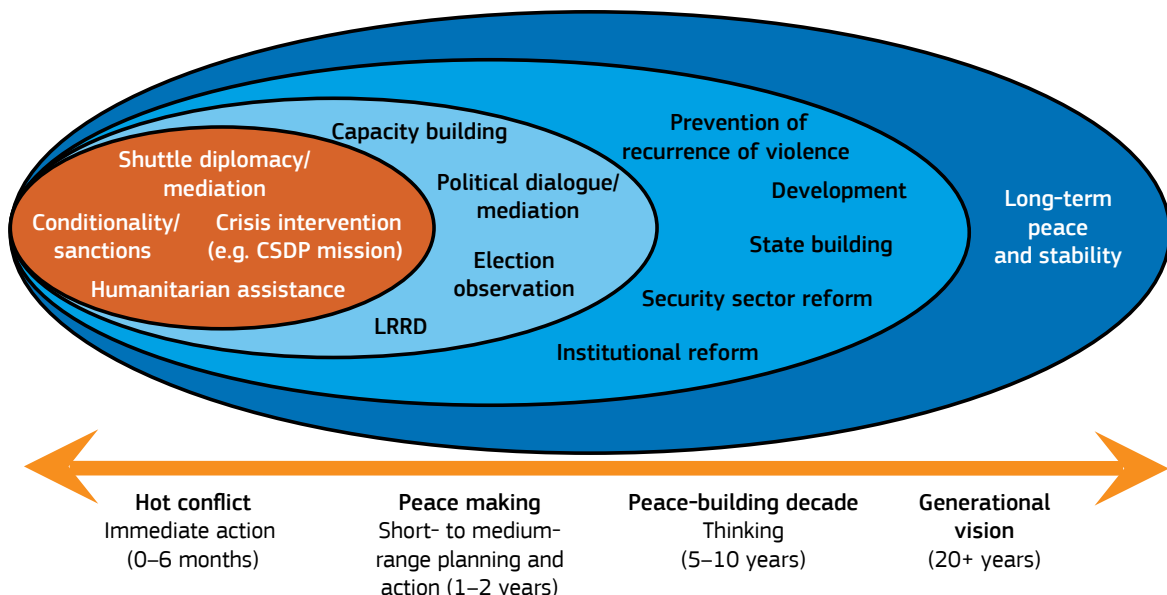 Capacity building
Shuttle diplomacy/
mediation
Conditionality/
sanctions
Crisis intervention
(e.g. CSDP mission)
Humanitarian assistance
Political dialogue/
mediation
Election
observation
LRRD
Prevention of
recurrence of violence
Development
State building
Security sector reform
Institutional reform
Long-term
peace
and stability
Hot conflict
Immediate action
(0–6 months)
Peace making
Short- to medium-
range planning and
action (1–2 years)
Peace-building decade
Thinking
(5–10 years)
Generational
vision
(20+ years)